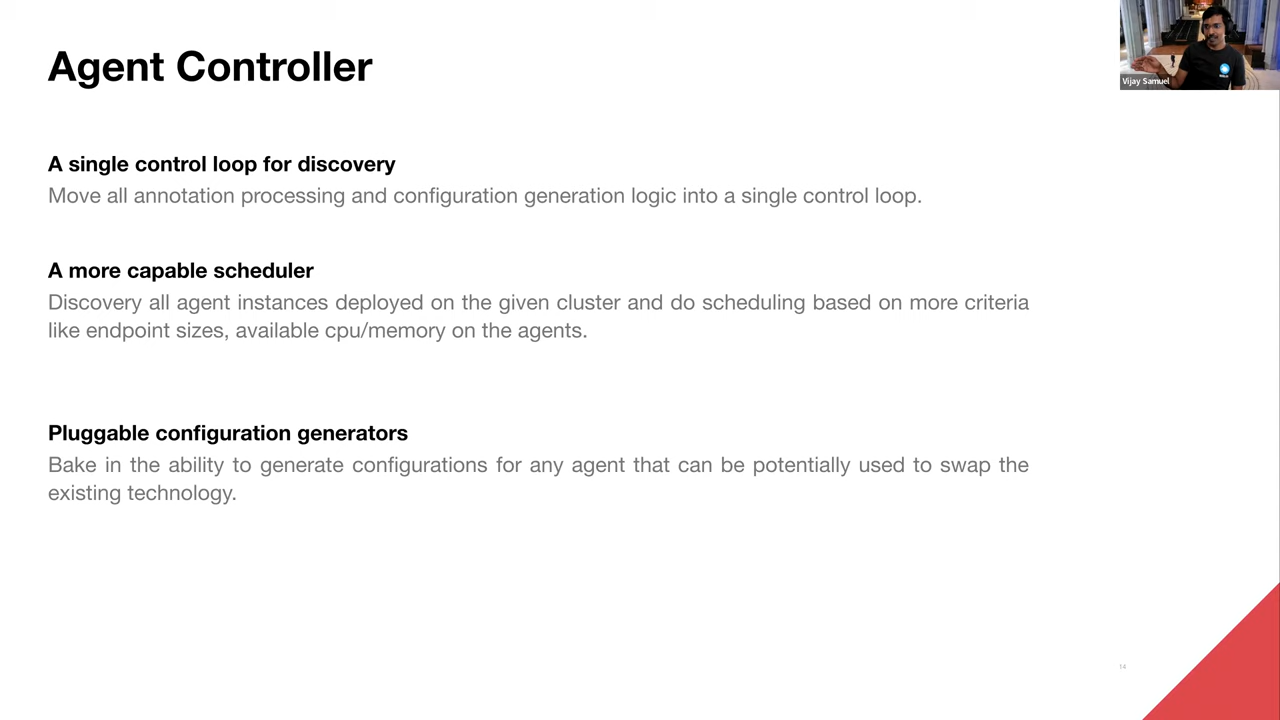 Agent Controller
Vijay Samuel
A single control loop for discovery
Move all annotation processing and configuration generation logic into a single control loop.
A more capable scheduler
Discovery all agent instances deployed on the given cluster and do scheduling based on more criteria
like endpoint sizes, available cpu/memory on the agents.
Pluggable configuration generators
Bake in the ability to generate configurations for any agent that can be potentially used to swap the
existing technology.
14